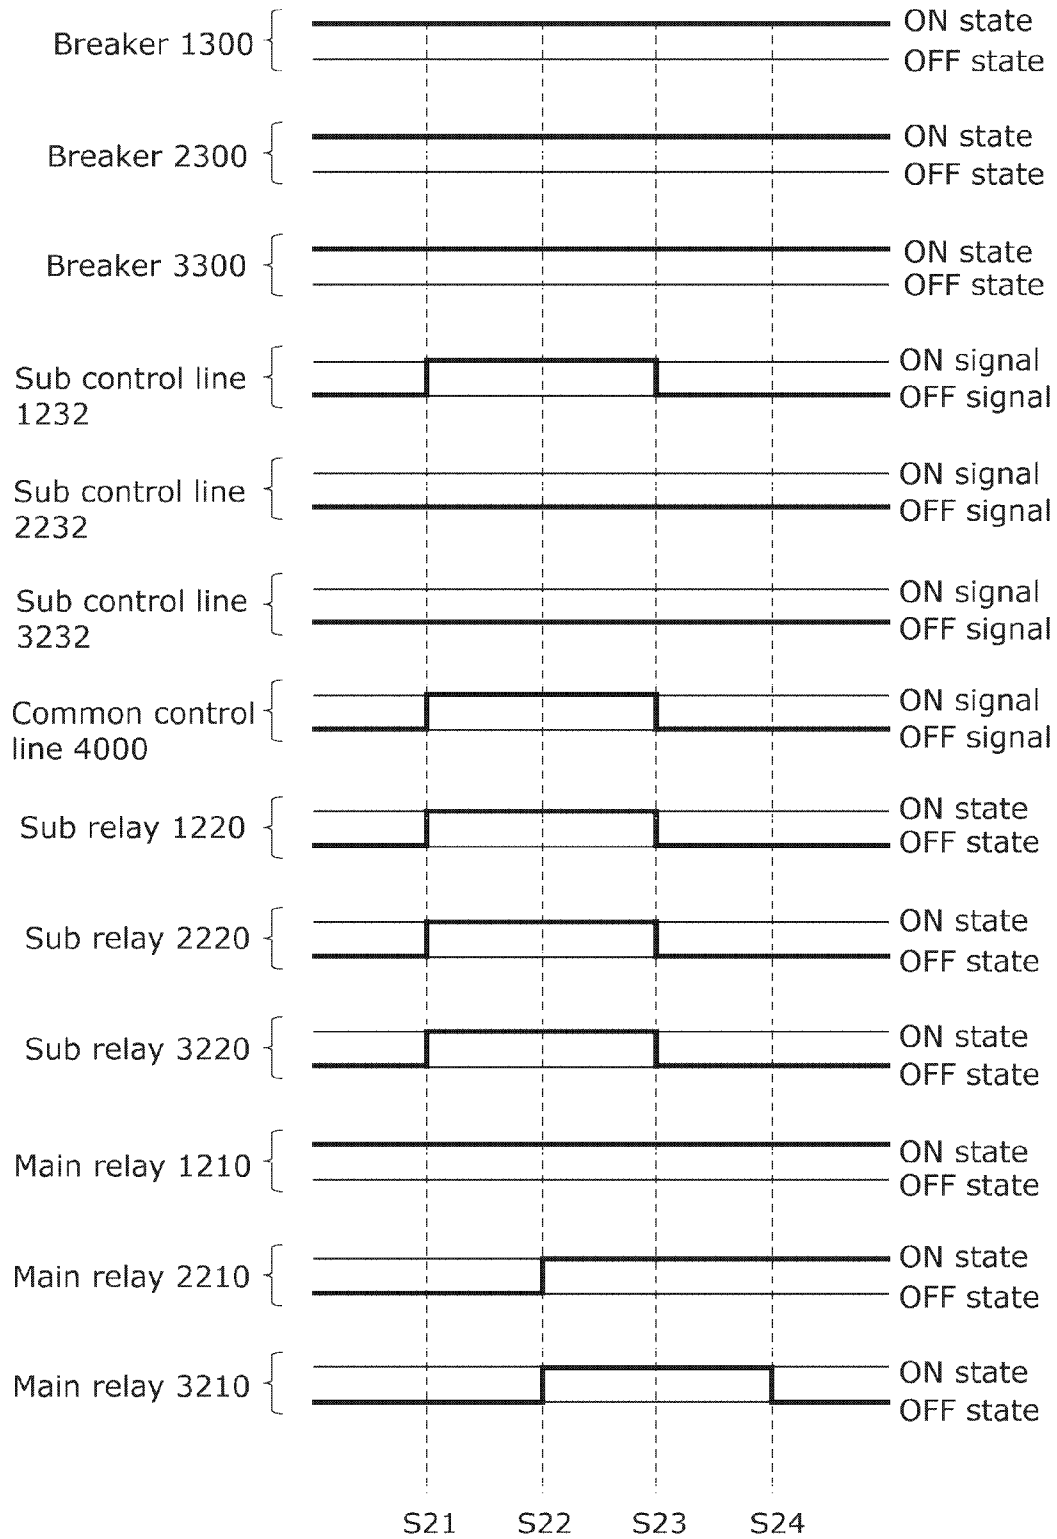 Breaker 1300
ON state
OFF state
Breaker 2300
ON state
OFF state
Breaker 3300
ON state
OFF state
Sub control line
1232
ON signal
OFF signal
Sub control line
2232
ON signal
OFF signal
Sub control line
3232
ON signal
OFF signal
Common control
line 4000
ON signal
OFF signal
Sub relay 1220
ON state
OFF state
Sub relay 2220
ON state
OFF state
Sub relay 3220
ON state
OFF state
Main relay 1210
ON state
OFF state
Main relay 2210
ON state
OFF state
Main relay 3210
ON state
OFF state
S21 S22 S23 S24